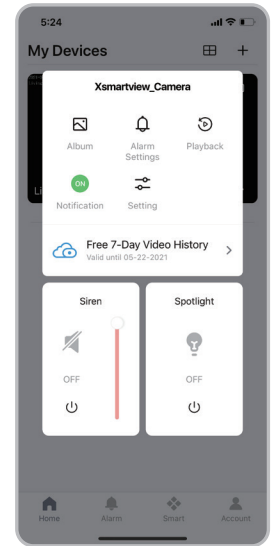 5:24
My Devices
Xsmartview_Camera
Album
Alarm
Settings
Playback
Li
ON
Notification
Setting
Free 7-Day Video History
Valid until 05-22-2021
Siren
Spotlight
OFF
OFF
Home
Alarm
Smart
Account